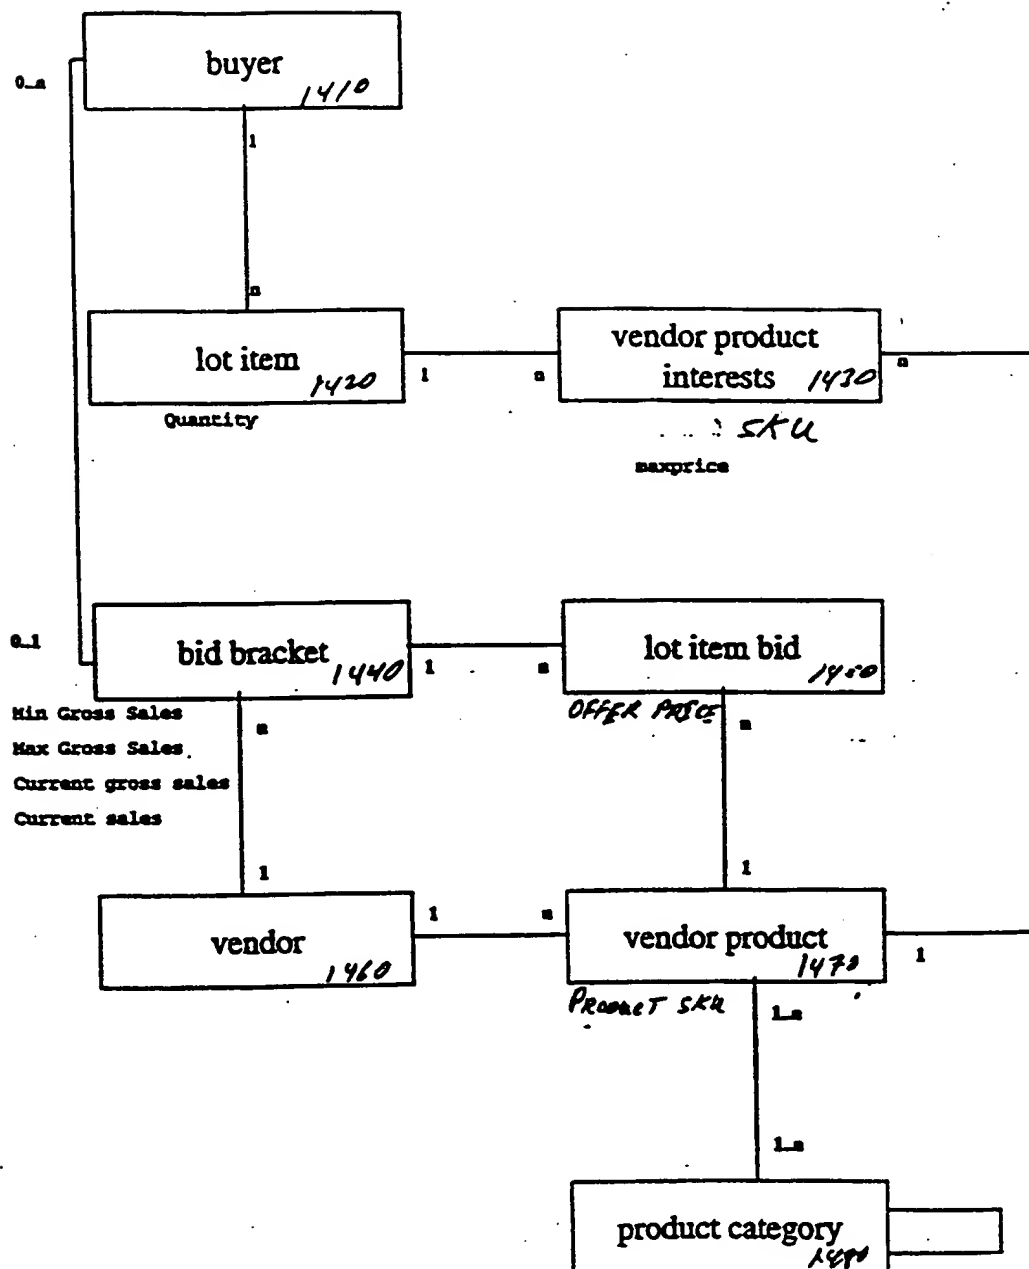 buyer
1410
0..n
1
n
lot item
1420
1
n
vendor product
interests 1430
n
Quantity
SKU
maxprice
0..1
bid bracket
1440
1
n
lot item bid
1450
OFFER PRICE
Min Gross Sales
n
n
Max Gross Sales
Current gross sales
Current sales
1
1
vendor
1460
1
n
vendor product
1470
1
PRODUCT SKU
1..n
1..n
product category
1480